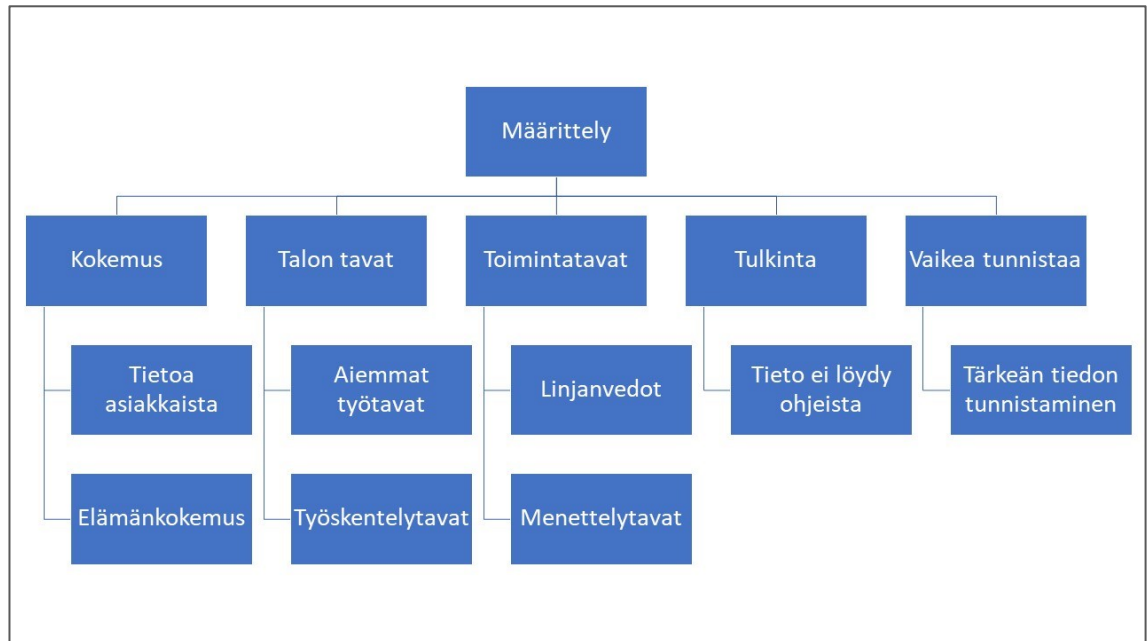 Määrittely
Kokemus
Talon tavat
Toimintatavat
Tulkinta
Vaikea tunnistaa
Tietoa
asiakkaista
Aiemmat
työtavat
Linjanvedot
Tieto ei löydy
ohjeista
Tärkeän tiedon
tunnistaminen
Elämänkokemus
Työskentelytavat
Menettelytavat